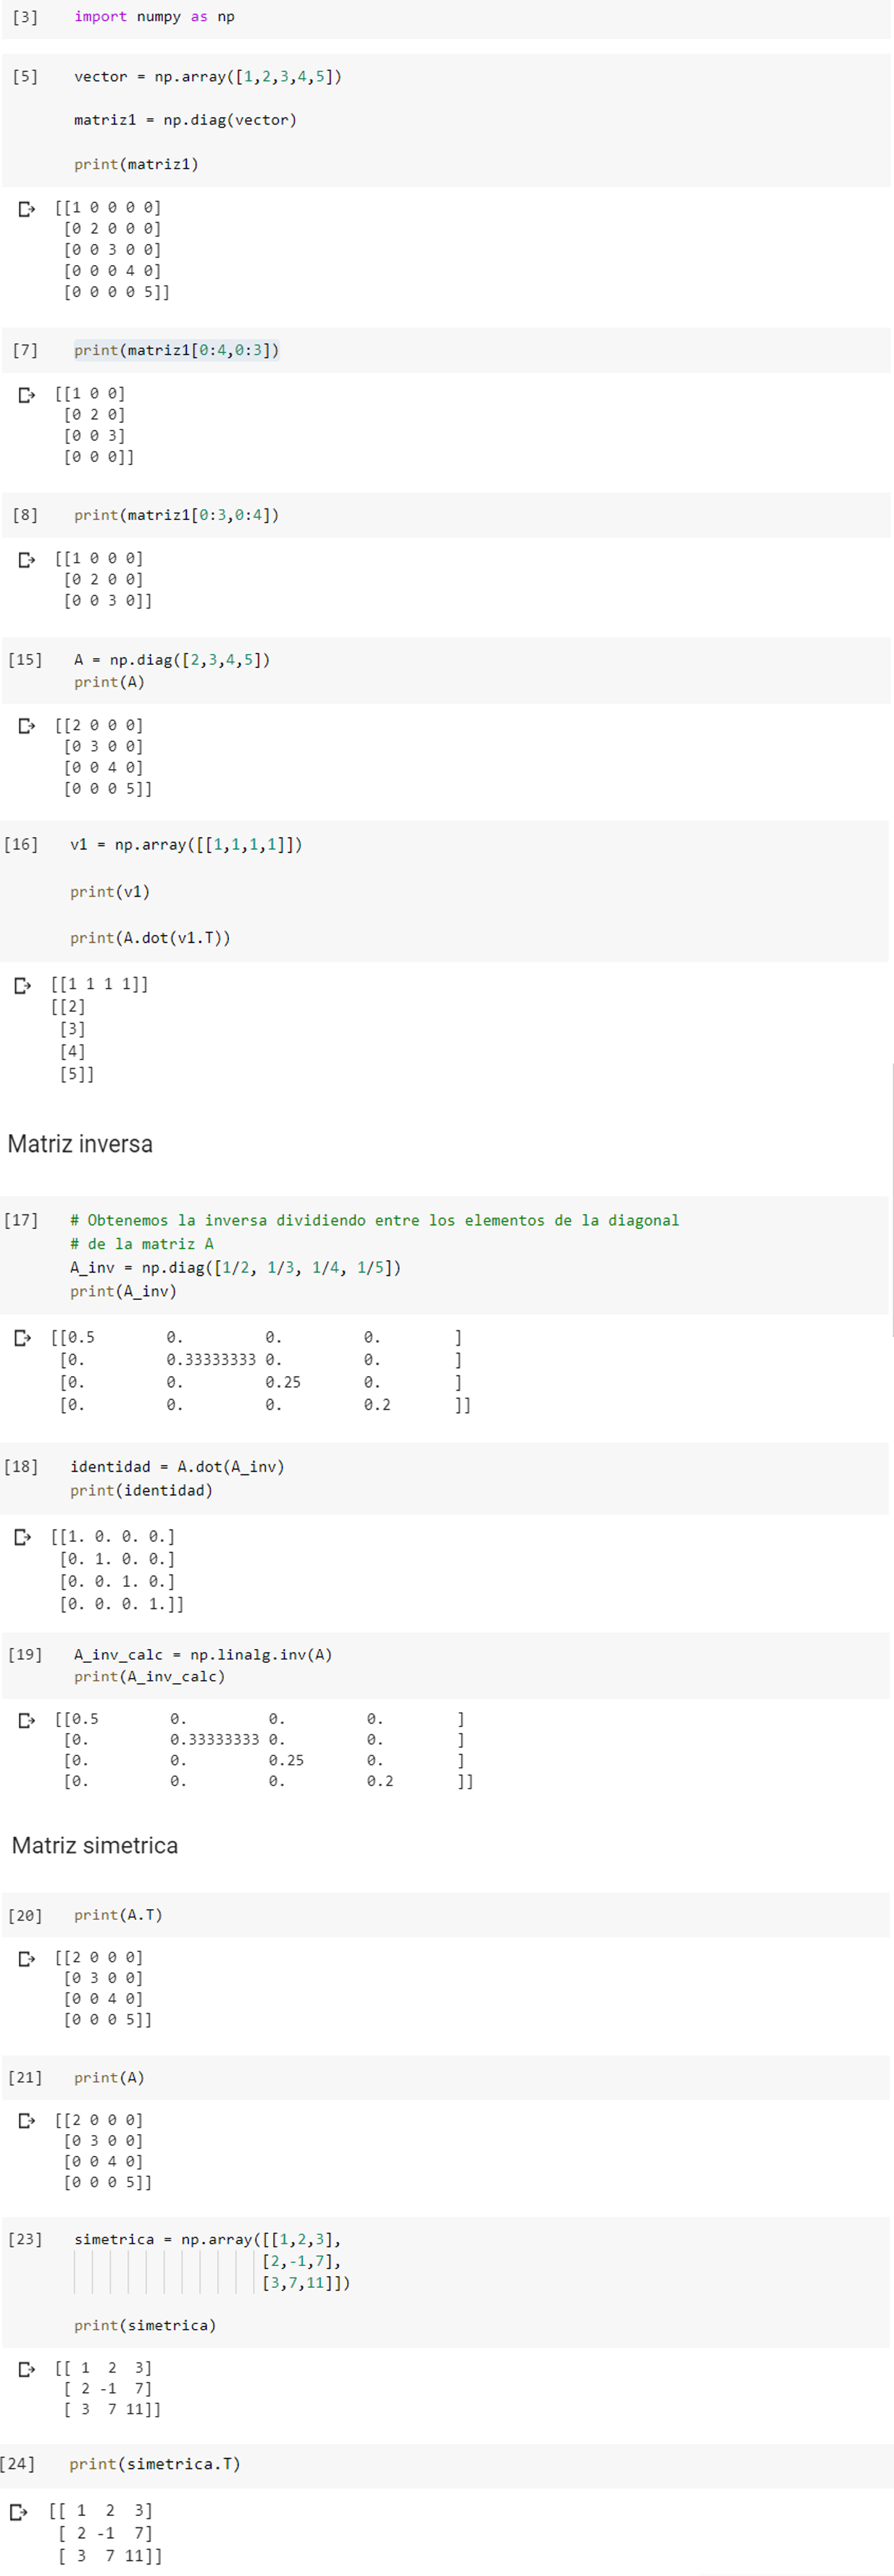 [3] import numpy as np
[5] vector = np.array([1,2,3,4,5])
matriz1 = np.diag(vector)
print(matriz1)
[[1 0 0 0 0]
[0 2 0 0 0]
[0 0 3 0 0]
[0 0 0 4 0]
[0 0 0 0 5]]
[7] print(matriz1[0:4,0:3])
[[1 0 0]
[0 2 0]
[0 0 3]
[0 0 0]]
[8] print(matriz1[0:3,0:4])
[[1 0 0 0]
[0 2 0 0]
[0 0 3 0]]
[15] A = np.diag([2,3,4,5])
print(A)
[[2 0 0 0]
[0 3 0 0]
[0 0 4 0]
[0 0 0 5]]
[16] v1 = np.array([[1,1,1,1]])
print(v1)
print(A.dot(v1.T))
[[1 1 1 1]]
[[2]
[3]
[4]
[5]]
Matriz inversa
[17] # Obtenemos la inversa dividiendo entre los elementos de la diagonal
# de la matriz A
A_inv = np.diag([1/2, 1/3, 1/4, 1/5])
print(A_inv)
[[0.5 0. 0. 0. ]
[0. 0.33333333 0. 0. ]
[0. 0. 0.25 0. ]
[0. 0. 0. 0.2 ]]
[18] identidad = A.dot(A_inv)
print(identidad)
[[1. 0. 0. 0.]
[0. 1. 0. 0.]
[0. 0. 1. 0.]
[0. 0. 0. 1.]]
[19] A_inv_calc = np.linalg.inv(A)
print(A_inv_calc)
[[0.5 0. 0. 0. ]
[0. 0.33333333 0. 0. ]
[0. 0. 0.25 0. ]
[0. 0. 0. 0.2 ]]
Matriz simetrica
[20] print(A.T)
[[2 0 0 0]
[0 3 0 0]
[0 0 4 0]
[0 0 0 5]]
[21] print(A)
[[2 0 0 0]
[0 3 0 0]
[0 0 4 0]
[0 0 0 5]]
[23] simetrica = np.array([[1,2,3],
[2,-1,7],
[3,7,11]])
print(simetrica)
[[ 1 2 3]
[ 2 -1 7]
[ 3 7 11]]
[24] print(simetrica.T)
[[ 1 2 3]
[ 2 -1 7]
[ 3 7 11]]